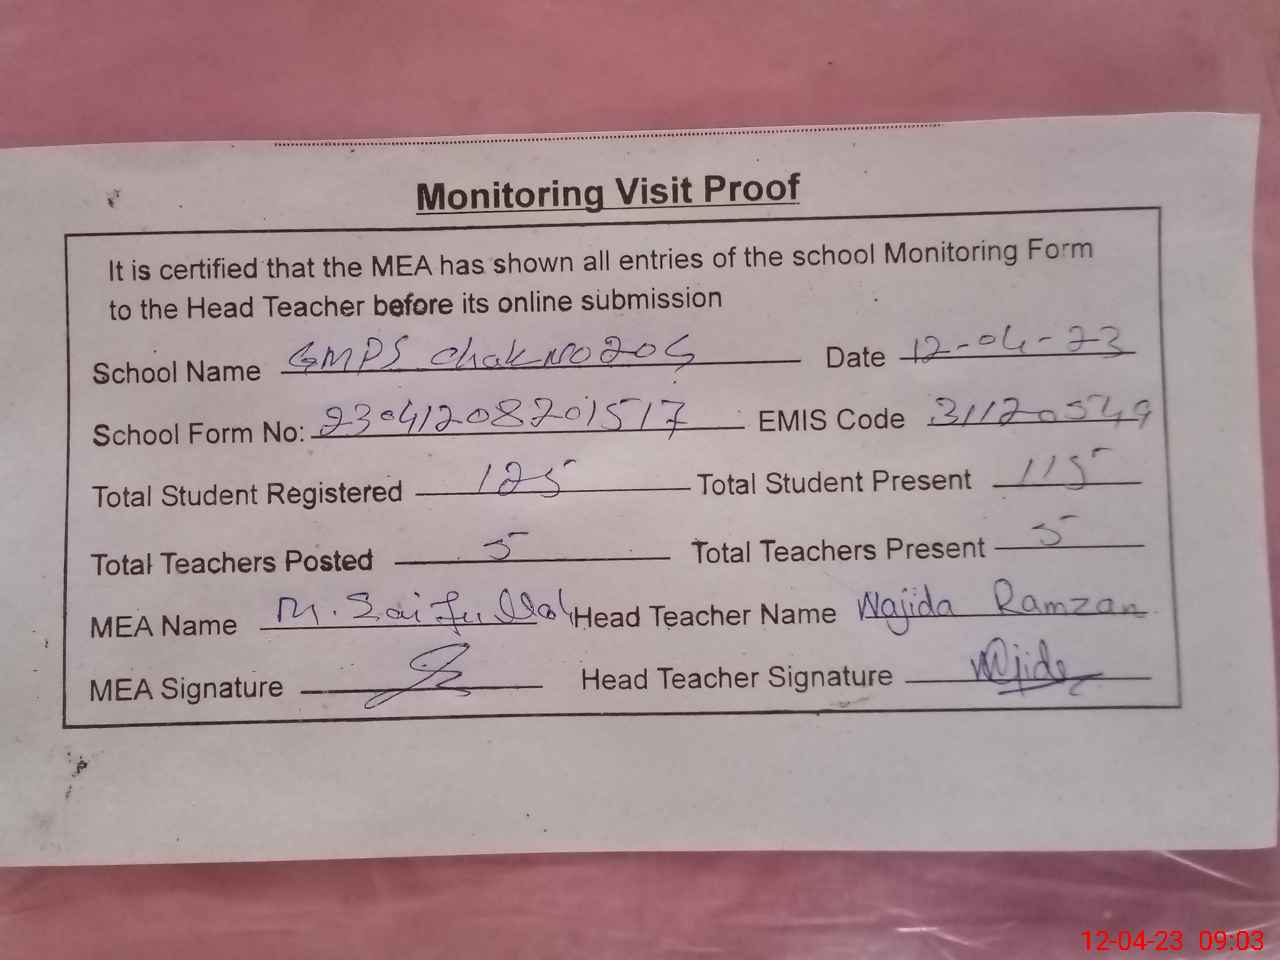 Monitoring Visit Proof
It is certified that the MEA has shown all entries of the school Monitoring Form
to the Head Teacher before its online submission
School Name GMPS Chak No 20G Date 12-04-23
School Form No: 23041208201517 EMIS Code 31120549
Total Student Registered 125 Total Student Present 115
Total Teachers Posted 5 Total Teachers Present 5
MEA Name M. Saifullah Head Teacher Name Wajida Ramzan
MEA Signature Head Teacher Signature Wajida
12-04-23 09:03